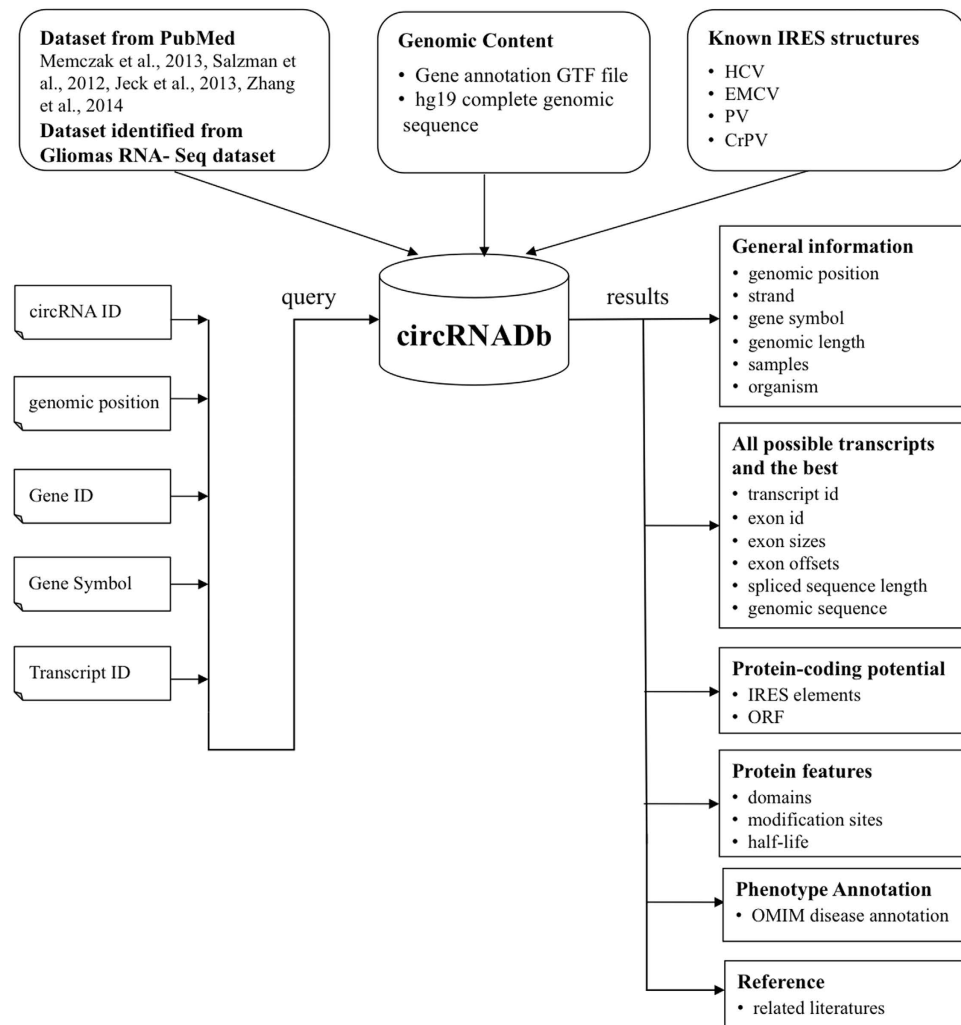 Dataset from PubMed
Memczak et al., 2013, Salzman
et al., 2012, Jeck et al., 2013, Zhang
et al., 2014
Dataset identified from
Gliomas RNA- Seq dataset
Genomic Content
• Gene annotation GTF file
• hg19 complete genomic
sequence
Known IRES structures
• HCV
• EMCV
• PV
• CrPV
circRNA ID
genomic position
Gene ID
Gene Symbol
Transcript ID
query
circRNADb
results
General information
• genomic position
• strand
• gene symbol
• genomic length
• samples
• organism
All possible transcripts
and the best
• transcript id
• exon id
• exon sizes
• exon offsets
• spliced sequence length
• genomic sequence
Protein-coding potential
• IRES elements
• ORF
Protein features
• domains
• modification sites
• half-life
Phenotype Annotation
• OMIM disease annotation
Reference
• related literatures